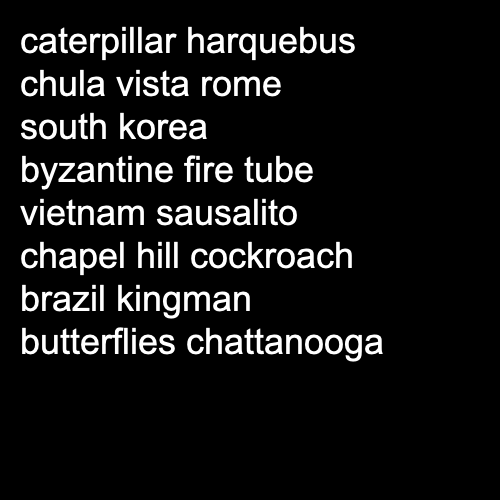 caterpillar harquebus
chula vista rome
south korea
byzantine fire tube
vietnam sausalito
chapel hill cockroach
brazil kingman
butterflies chattanooga